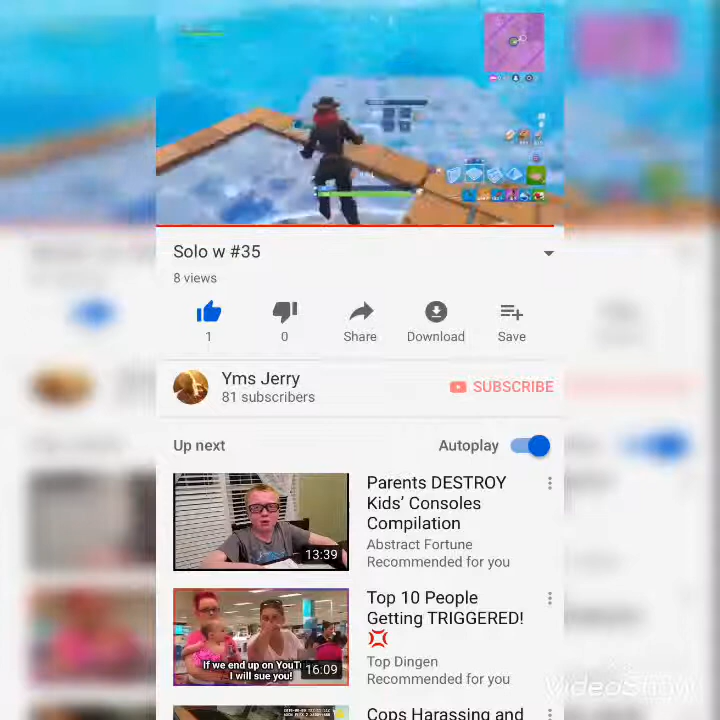 Solo w #35
8 views
1
0
Share
Download
Save
Yms Jerry
81 subscribers
SUBSCRIBE
Up next
Autoplay
13:39
Parents DESTROY
Kids' Consoles
Compilation
Abstract Fortune
Recommended for you
If we end up on YouT
I will sue you!
16:09
Top 10 People
Getting TRIGGERED!
Top Dingen
Recommended for you
Cops Harassing and
VideoShow